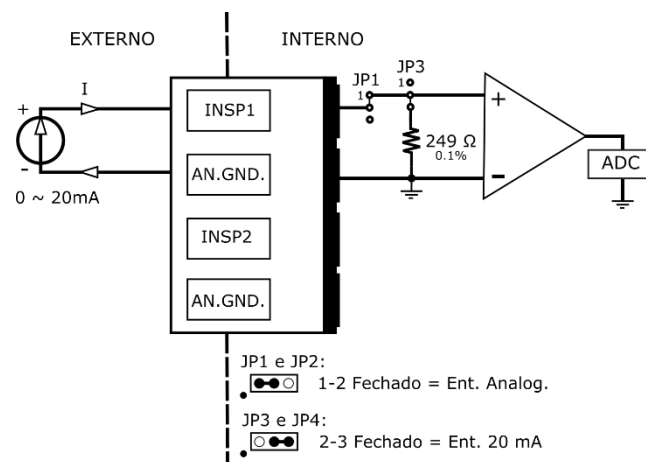 EXTERNO
INTERNO
I
+
-
0 ~ 20mA
INSP1
AN.GND.
INSP2
AN.GND.
JP1
1
JP3
1
249 Ω
0.1%
+
-
ADC
JP1 e JP2:
1-2 Fechado = Ent. Analog.
JP3 e JP4:
2-3 Fechado = Ent. 20 mA